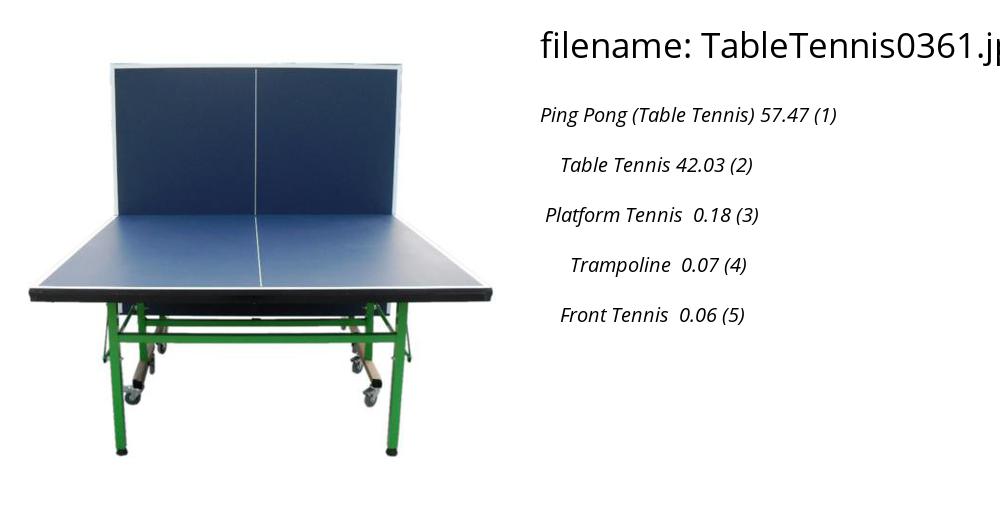 filename: TableTennis0361.jp
Ping Pong (Table Tennis) 57.47 (1)
Table Tennis 42.03 (2)
Platform Tennis 0.18 (3)
Trampoline 0.07 (4)
Front Tennis 0.06 (5)